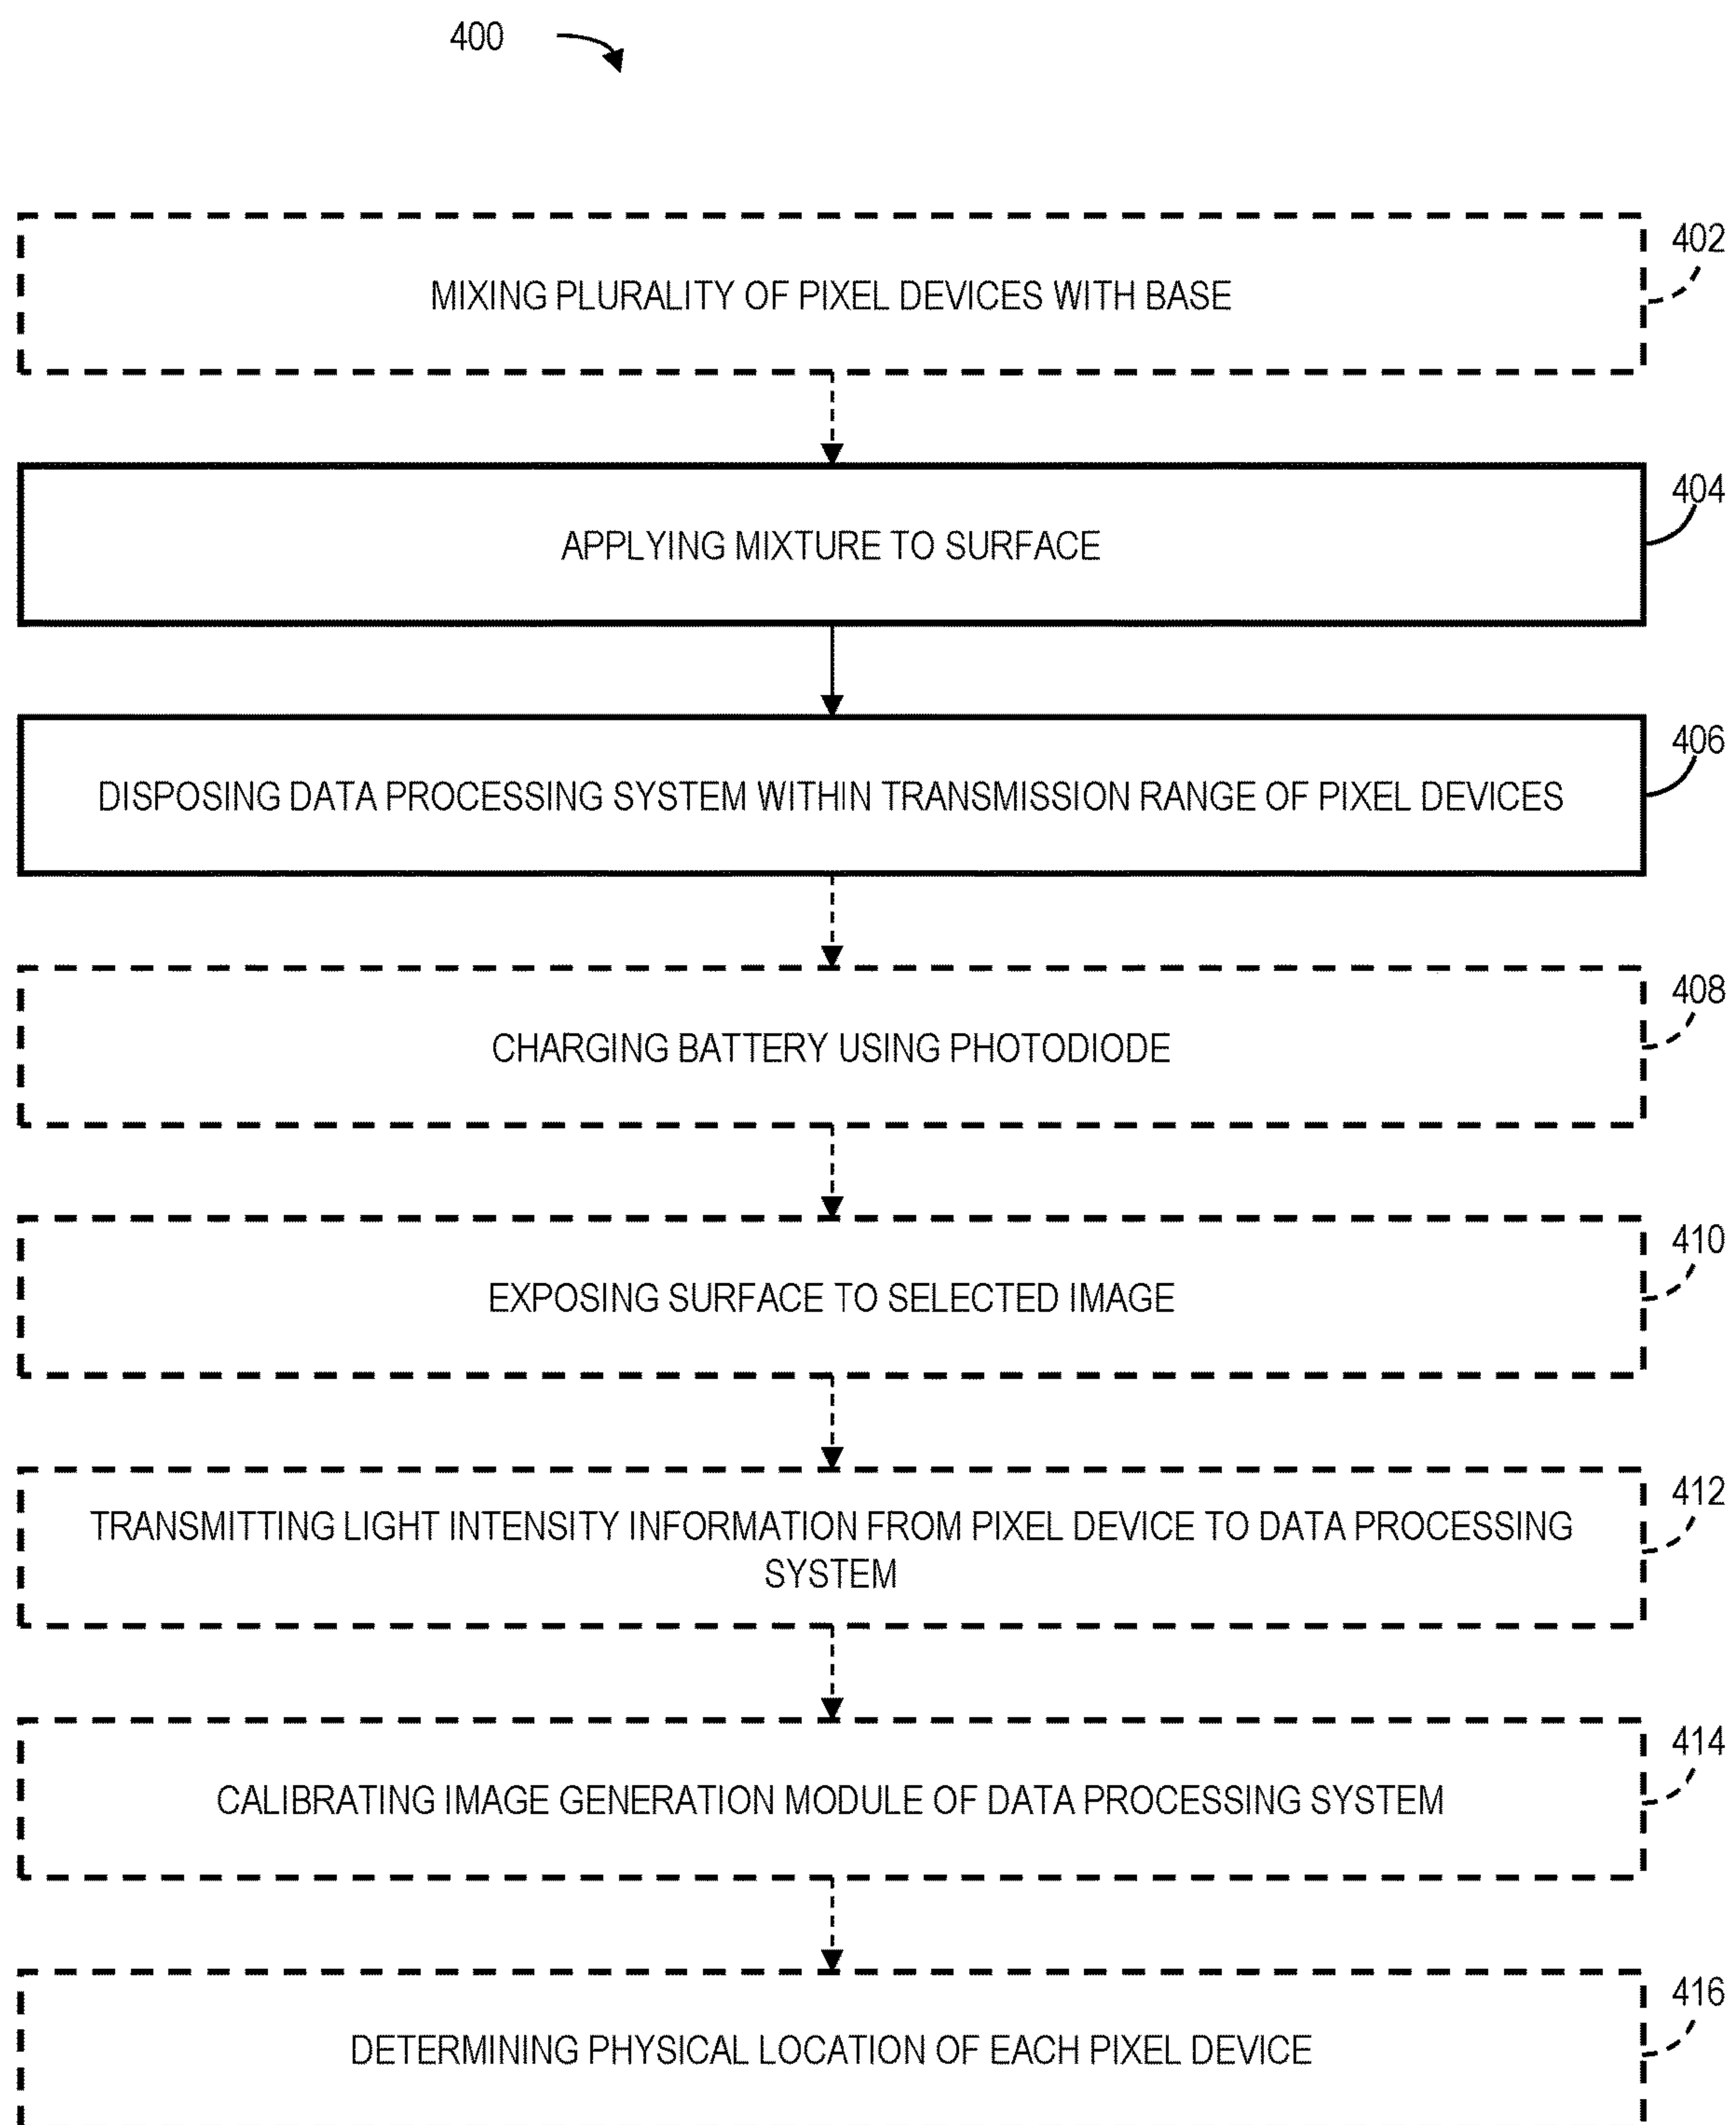 400
402
MIXING PLURALITY OF PIXEL DEVICES WITH BASE
404
APPLYING MIXTURE TO SURFACE
406
DISPOSING DATA PROCESSING SYSTEM WITHIN TRANSMISSION RANGE OF PIXEL DEVICES
408
CHARGING BATTERY USING PHOTODIODE
410
EXPOSING SURFACE TO SELECTED IMAGE
412
TRANSMITTING LIGHT INTENSITY INFORMATION FROM PIXEL DEVICE TO DATA PROCESSING
SYSTEM
414
CALIBRATING IMAGE GENERATION MODULE OF DATA PROCESSING SYSTEM
416
DETERMINING PHYSICAL LOCATION OF EACH PIXEL DEVICE